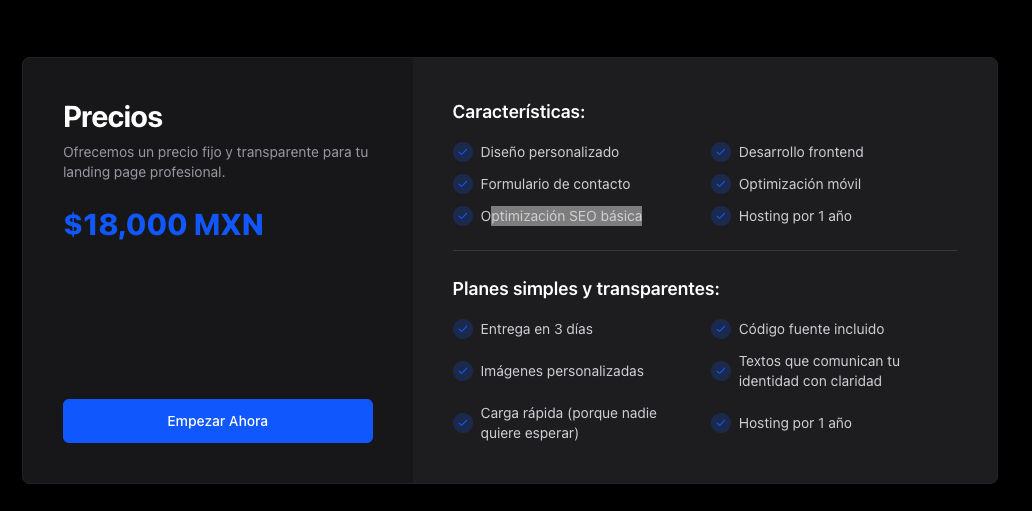 Precios
Ofrecemos un precio fijo y transparente para tu
landing page profesional.
$18,000 MXN
Empezar Ahora
Características:
Diseño personalizado
Desarrollo frontend
Formulario de contacto
Optimización móvil
Optimización SEO básica
Hosting por 1 año
Planes simples y transparentes:
Entrega en 3 días
Código fuente incluido
Imágenes personalizadas
Textos que comunican tu
identidad con claridad
Carga rápida (porque nadie
quiere esperar)
Hosting por 1 año